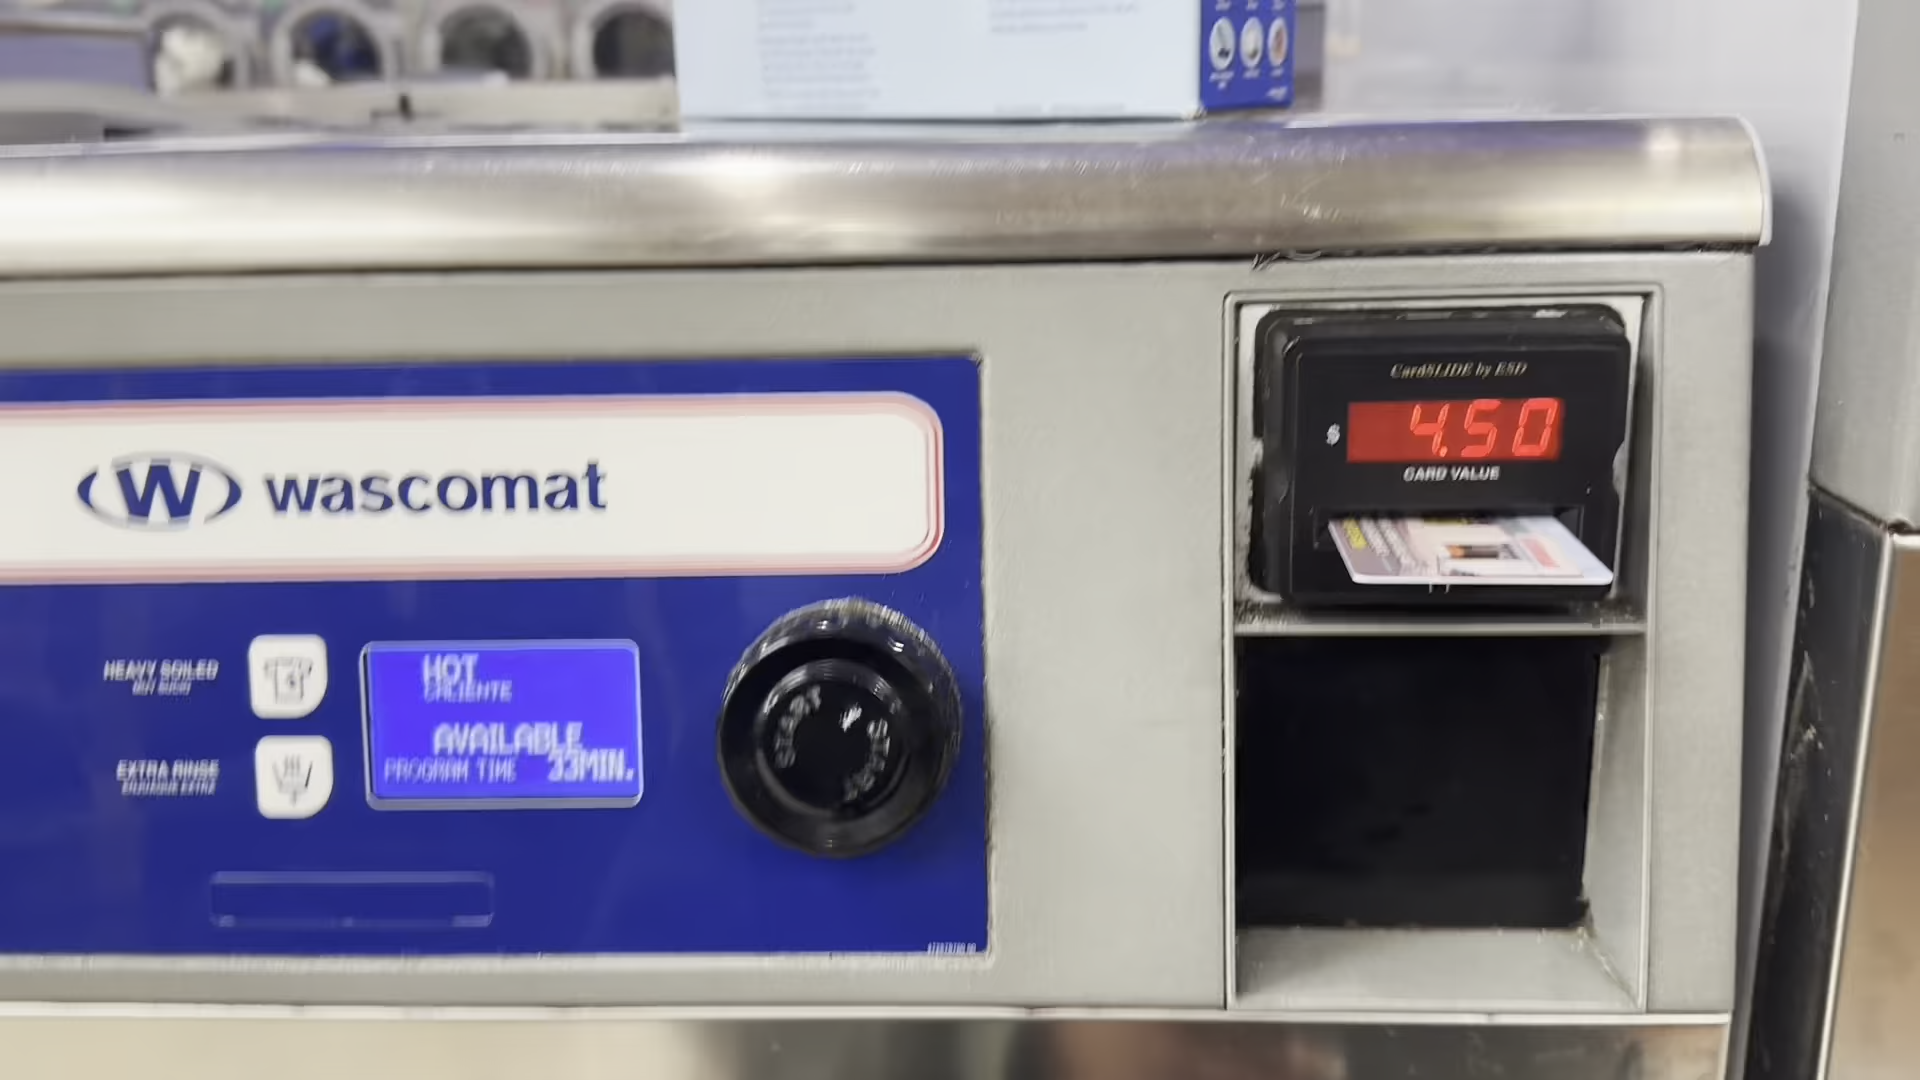 CardSLIDE by ESD
$ 4.50
CARD VALUE
W wascomat
HEAVY SOILED
MUY SUCIO
EXTRA RINSE
ENJUAGUE EXTRA
HOT
CALIENTE
AVAILABLE
PROGRAM TIME 33MIN.
START
START